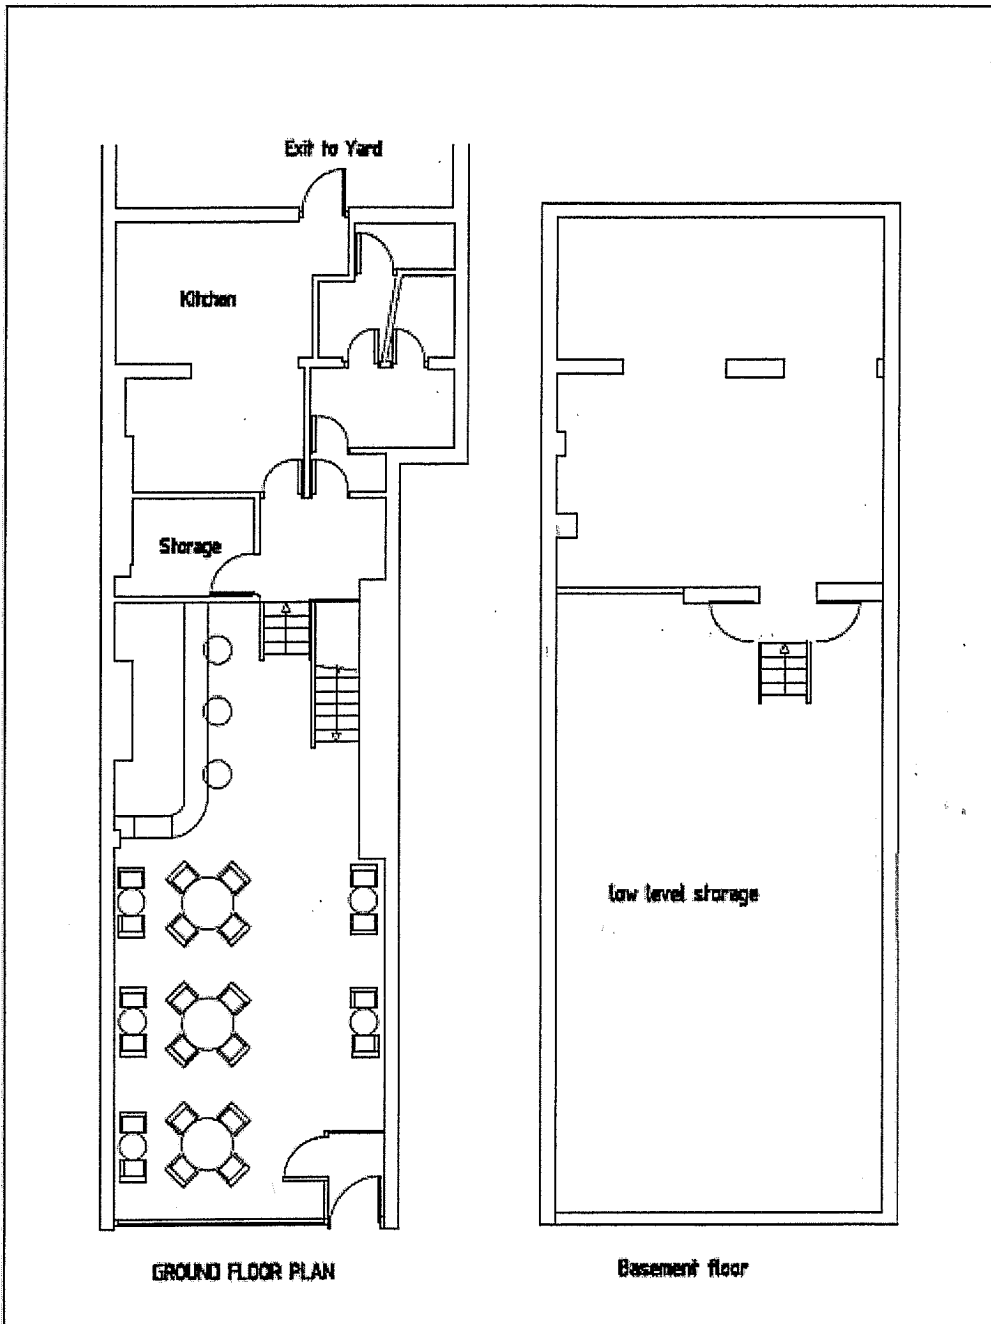 Exit to Yard
Kitchen
Storage
low level storage
GROUND FLOOR PLAN
Basement floor